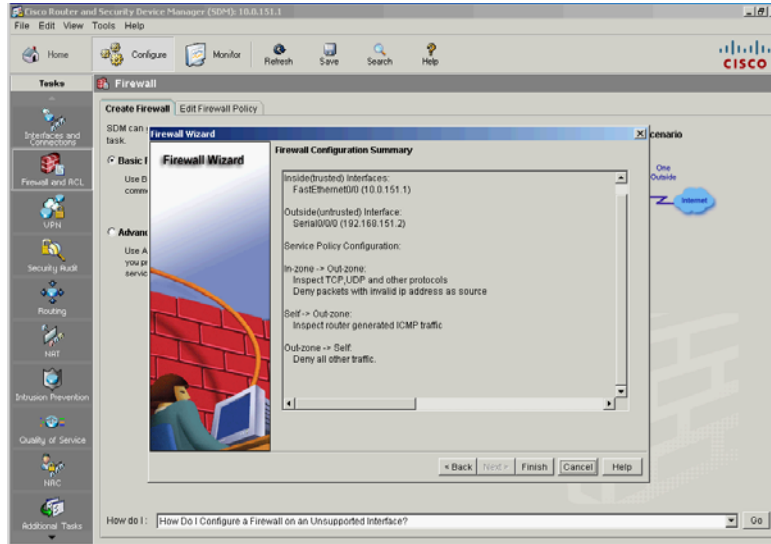 Cisco Router and Security Device Manager (SDM): 10.0.151.1
File Edit View Tools Help
Home Configure Monitor Refresh Save Search Help
CISCO
Tasks
Firewall
Create Firewall Edit Firewall Policy
SDM can
task.
cenario
Basic F
Use B
comm
Advanc
Use A
you pr
servic
One
Outside
Internet
Interfaces and
Connections
Firewall and ACL
VPN
Security Audit
Routing
NAT
Intrusion Prevention
Quality of Service
NAC
Additional Tasks
Firewall Wizard
Firewall Wizard
Firewall Configuration Summary
Inside(trusted) Interfaces:
FastEthernet0/0 (10.0.151.1)
Outside(untrusted) Interface:
Serial0/0/0 (192.168.151.2)
Service Policy Configuration:
In-zone -> Out-zone:
Inspect TCP,UDP and other protocols
Deny packets with invalid ip address as source
Self -> Out-zone:
Inspect router generated ICMP traffic
Out-zone -> Self:
Deny all other traffic.
< Back Next > Finish Cancel Help
How do I: How Do I Configure a Firewall on an Unsupported Interface? Go